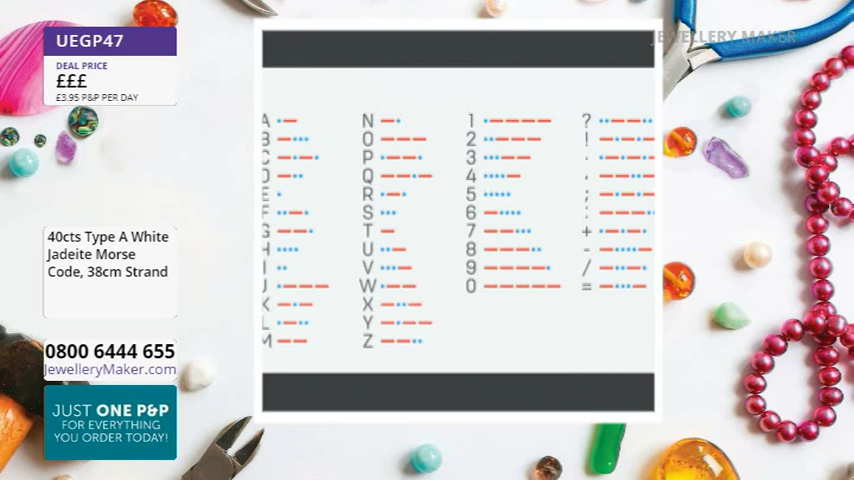 JEWELLERY MAKER
UEGP47
DEAL PRICE
£££
£3.95 P&P PER DAY
40cts Type A White
Jadeite Morse
Code, 38cm Strand
0800 6444 655
JewelleryMaker.com
JUST ONE P&P
FOR EVERYTHING
YOU ORDER TODAY!
A N 1 ?
B O 2 !
C P 3 .
D Q 4 ,
E R 5 ;
F S 6 :
G T 7 +
H U 8 -
I V 9 /
J W 0 =
K X
L Y
M Z